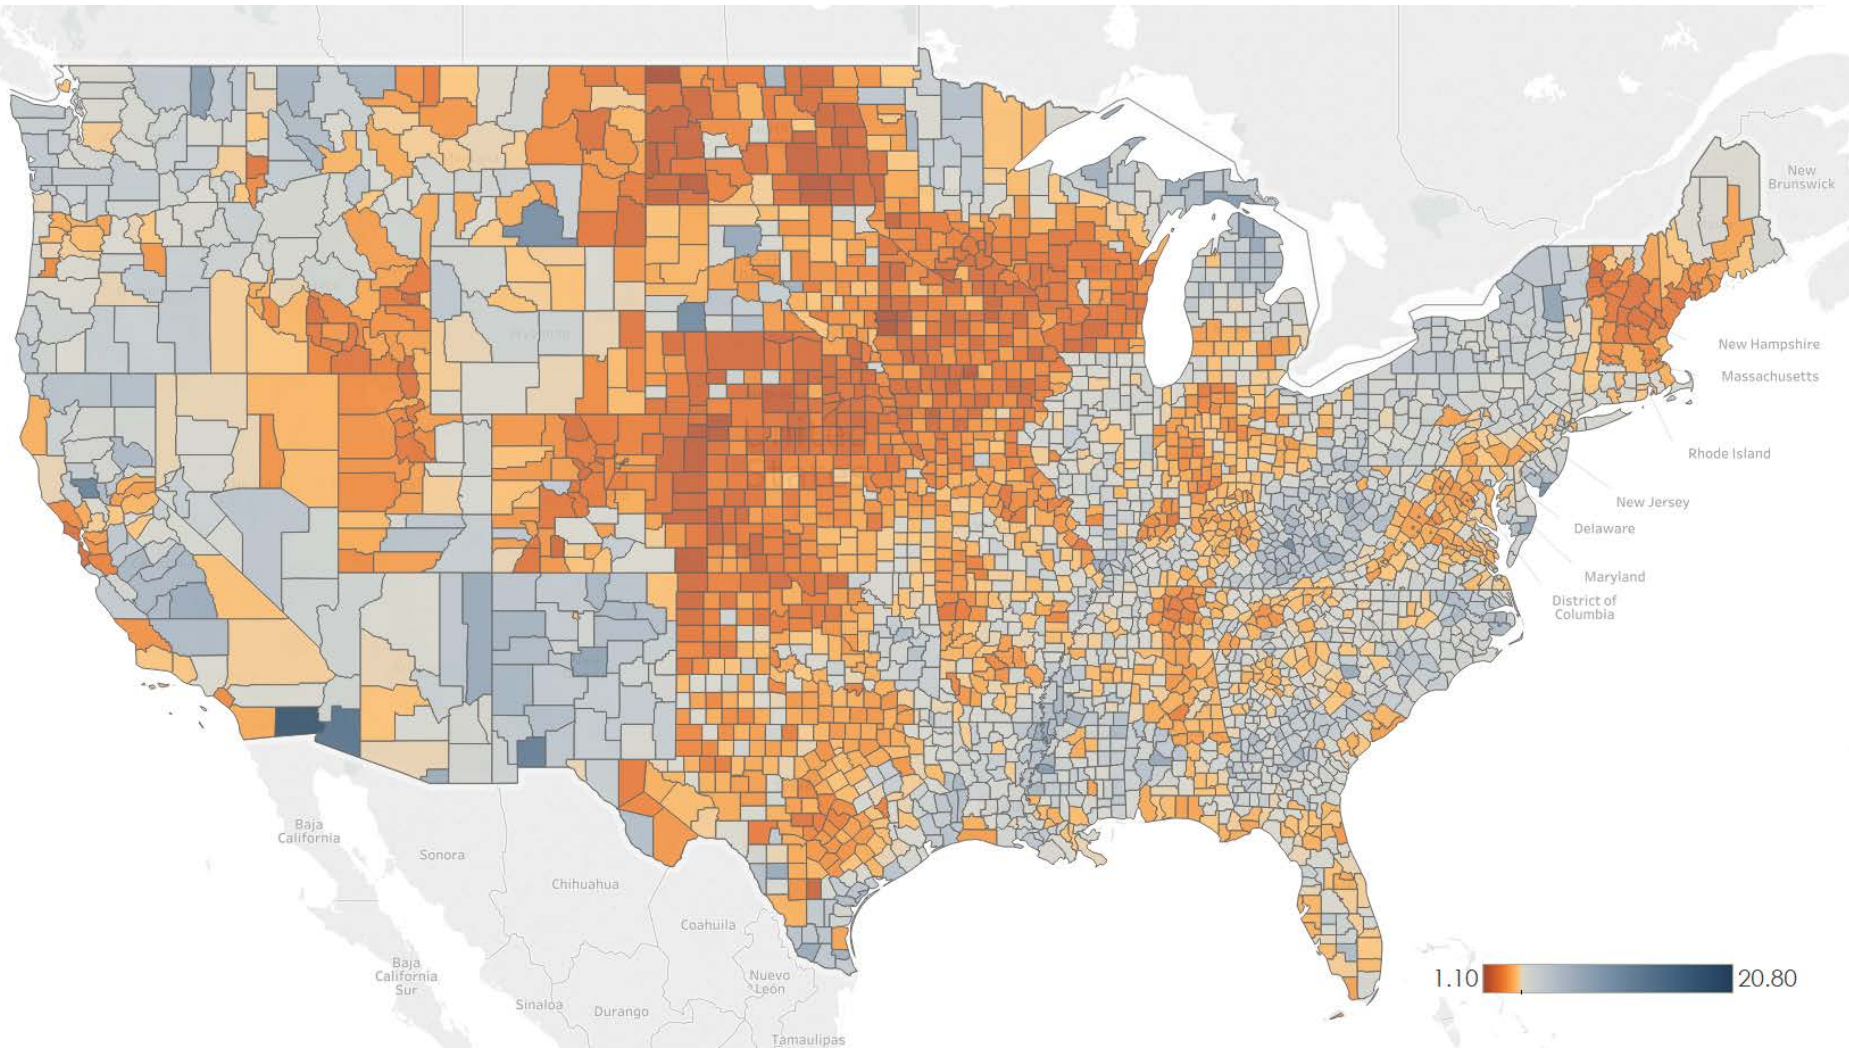 New
Brunswick
New Hampshire
Massachusetts
Rhode Island
New Jersey
Delaware
Maryland
District of
Columbia
Baja
California
Sonora
Chihuahua
Coahuila
Baja
California
Sur
Nuevo
León
Sinaloa
Durango
Tamaulipas
1.10
20.80